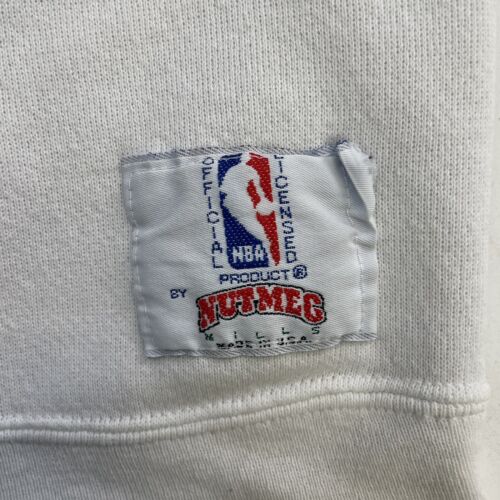 OFFICIAL
LICENSED
NBA
PRODUCT®
BY
NUTMEG
MILLS
MADE IN U.S.A.